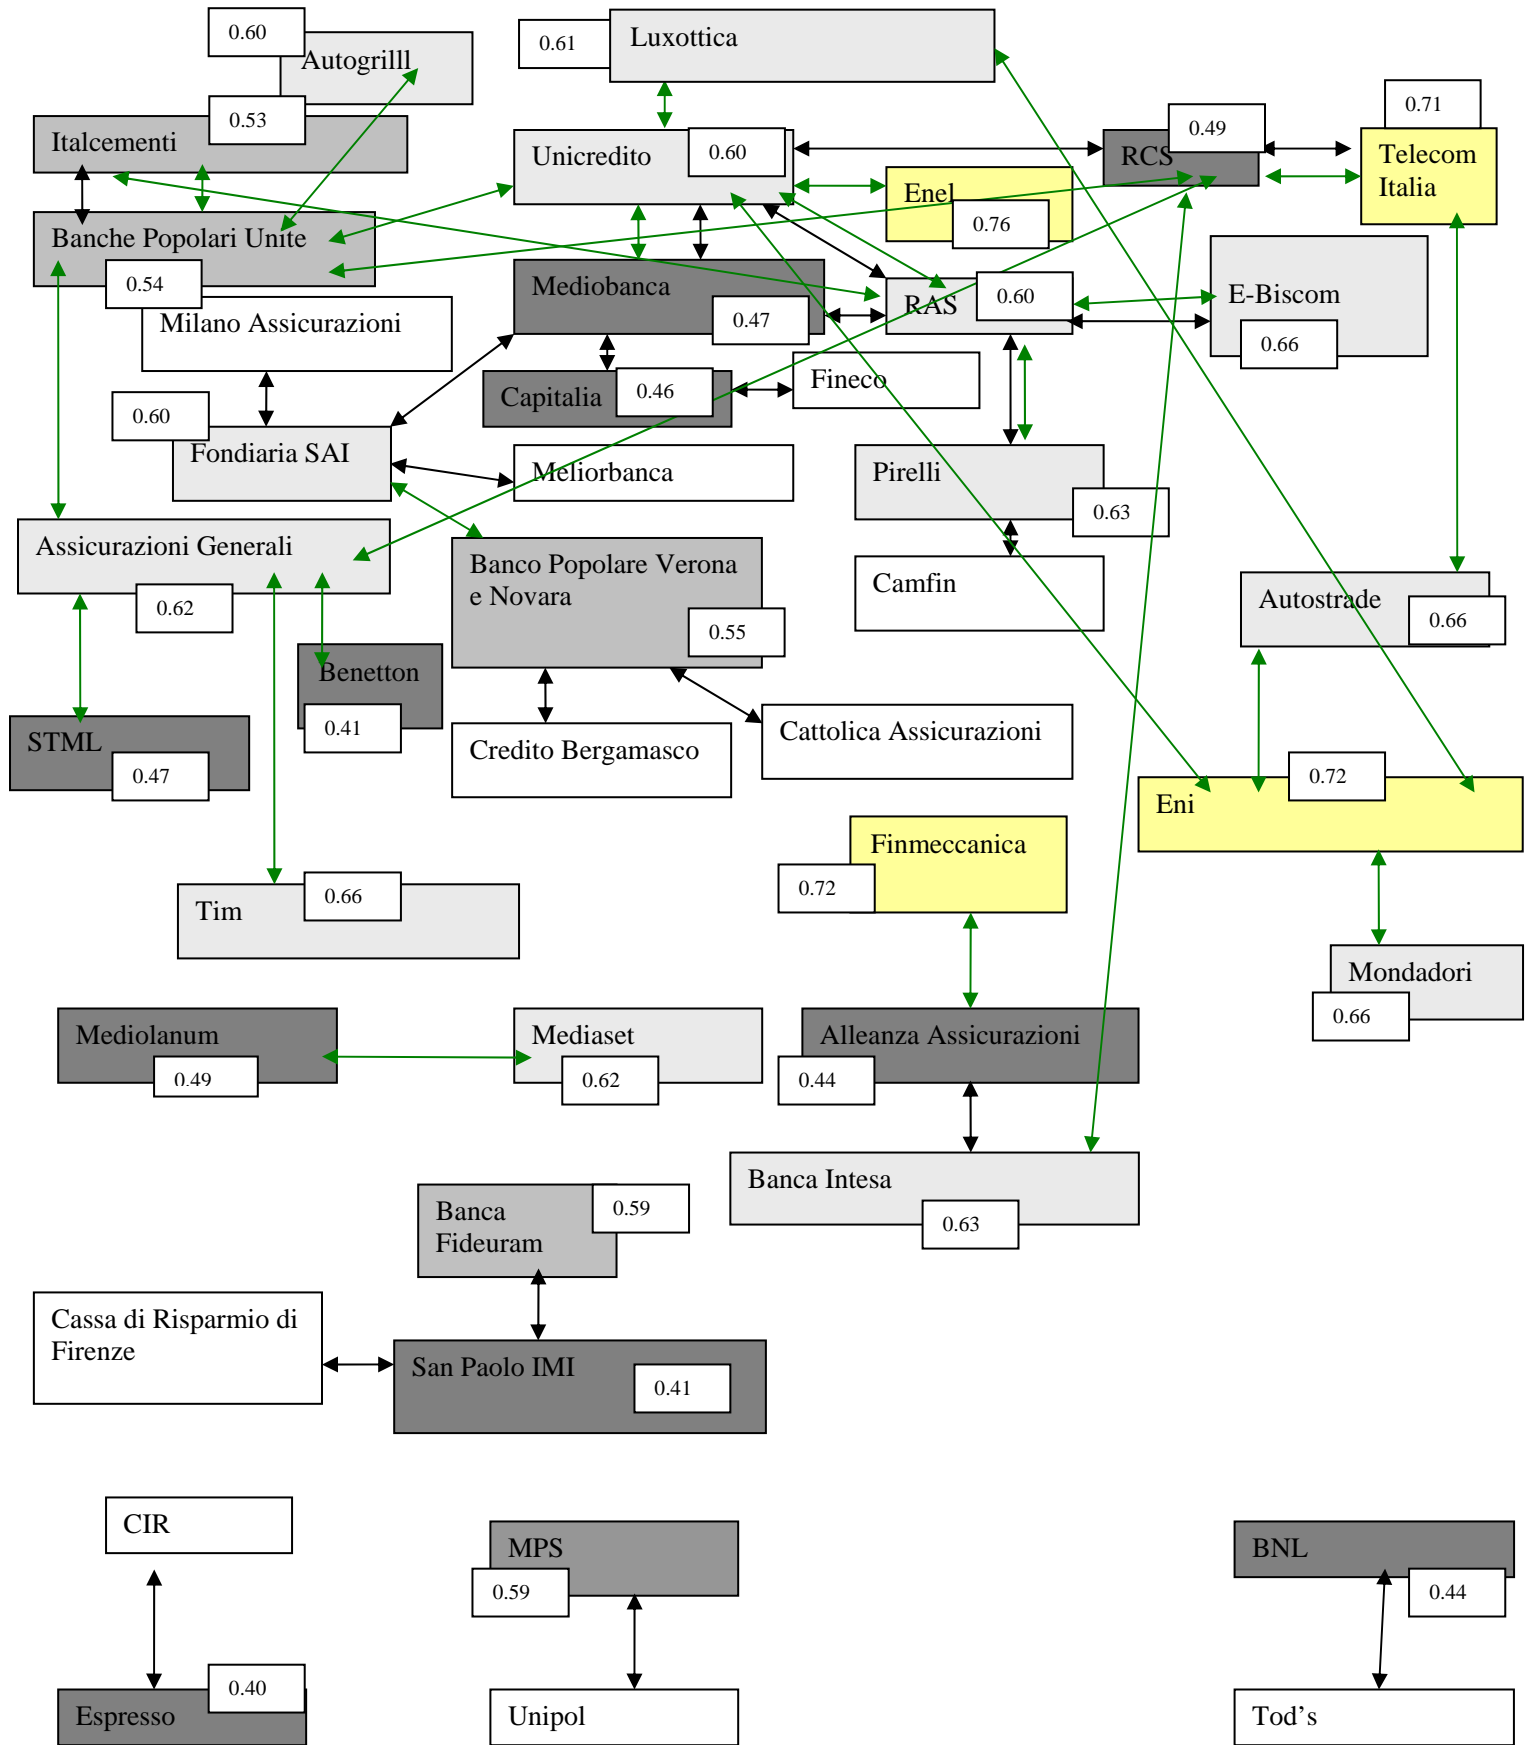 0.60
Autogrilll
0.61
Luxottica
0.53
Italcementi
Unicredito
0.60
0.49
RCS
0.71
Telecom
Italia
Enel
0.76
Banche Popolari Unite
0.54
Mediobanca
0.47
RAS
0.60
E-Biscom
0.66
Milano Assicurazioni
Capitalia
0.46
Fineco
0.60
Fondiaria SAI
Meliorbanca
Pirelli
0.63
Assicurazioni Generali
0.62
Banco Popolare Verona
e Novara
0.55
Camfin
Autostrade
0.66
Benetton
0.41
STML
0.47
Credito Bergamasco
Cattolica Assicurazioni
0.72
Eni
Finmeccanica
0.72
Tim
0.66
Mondadori
0.66
Mediolanum
0.49
Mediaset
0.62
Alleanza Assicurazioni
0.44
Banca Intesa
0.63
Banca
Fideuram
0.59
Cassa di Risparmio di
Firenze
San Paolo IMI
0.41
CIR
MPS
0.59
BNL
0.44
0.40
Espresso
Unipol
Tod's